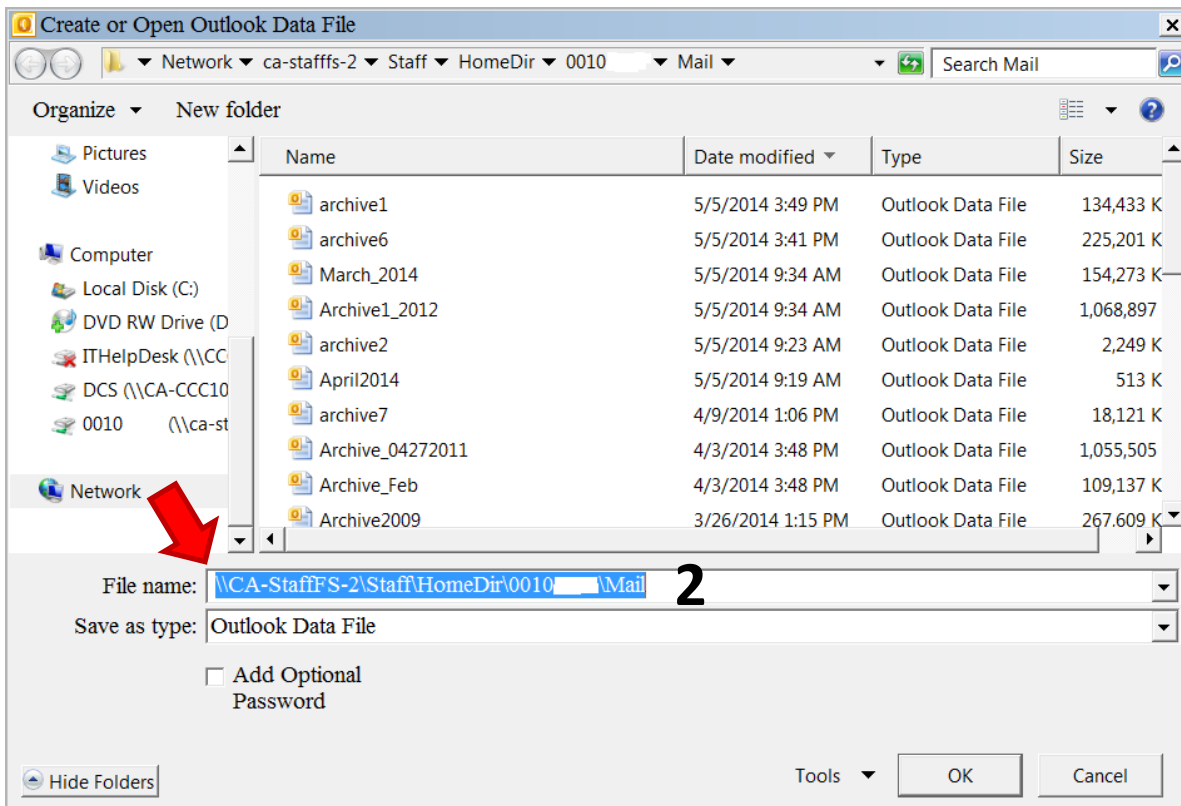 Create or Open Outlook Data File
Network ca-stafffs-2 Staff HomeDir 0010 Mail Search Mail
Organize New folder
Pictures
Videos
Computer
Local Disk (C:)
DVD RW Drive (D
ITHelpDesk (\\CC
DCS (\\CA-CCC10
0010 (\\ca-st
Network
Name Date modified Type Size
archive1 5/5/2014 3:49 PM Outlook Data File 134,433 K
archive6 5/5/2014 3:41 PM Outlook Data File 225,201 K
March_2014 5/5/2014 9:34 AM Outlook Data File 154,273 K
Archive1_2012 5/5/2014 9:34 AM Outlook Data File 1,068,897
archive2 5/5/2014 9:23 AM Outlook Data File 2,249 K
April2014 5/5/2014 9:19 AM Outlook Data File 513 K
archive7 4/9/2014 1:06 PM Outlook Data File 18,121 K
Archive_04272011 4/3/2014 3:48 PM Outlook Data File 1,055,505
Archive_Feb 4/3/2014 3:48 PM Outlook Data File 109,137 K
Archive2009 3/26/2014 1:15 PM Outlook Data File 267,609 K
File name: \\CA-StaffFS-2\Staff\HomeDir\0010 \Mail 2
Save as type: Outlook Data File
Add Optional
Password
Hide Folders Tools OK Cancel